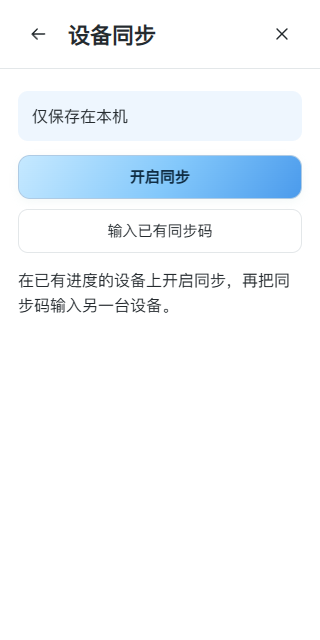 设备同步
仅保存在本机
开启同步
输入已有同步码
在已有进度的设备上开启同步，再把同
步码输入另一台设备。